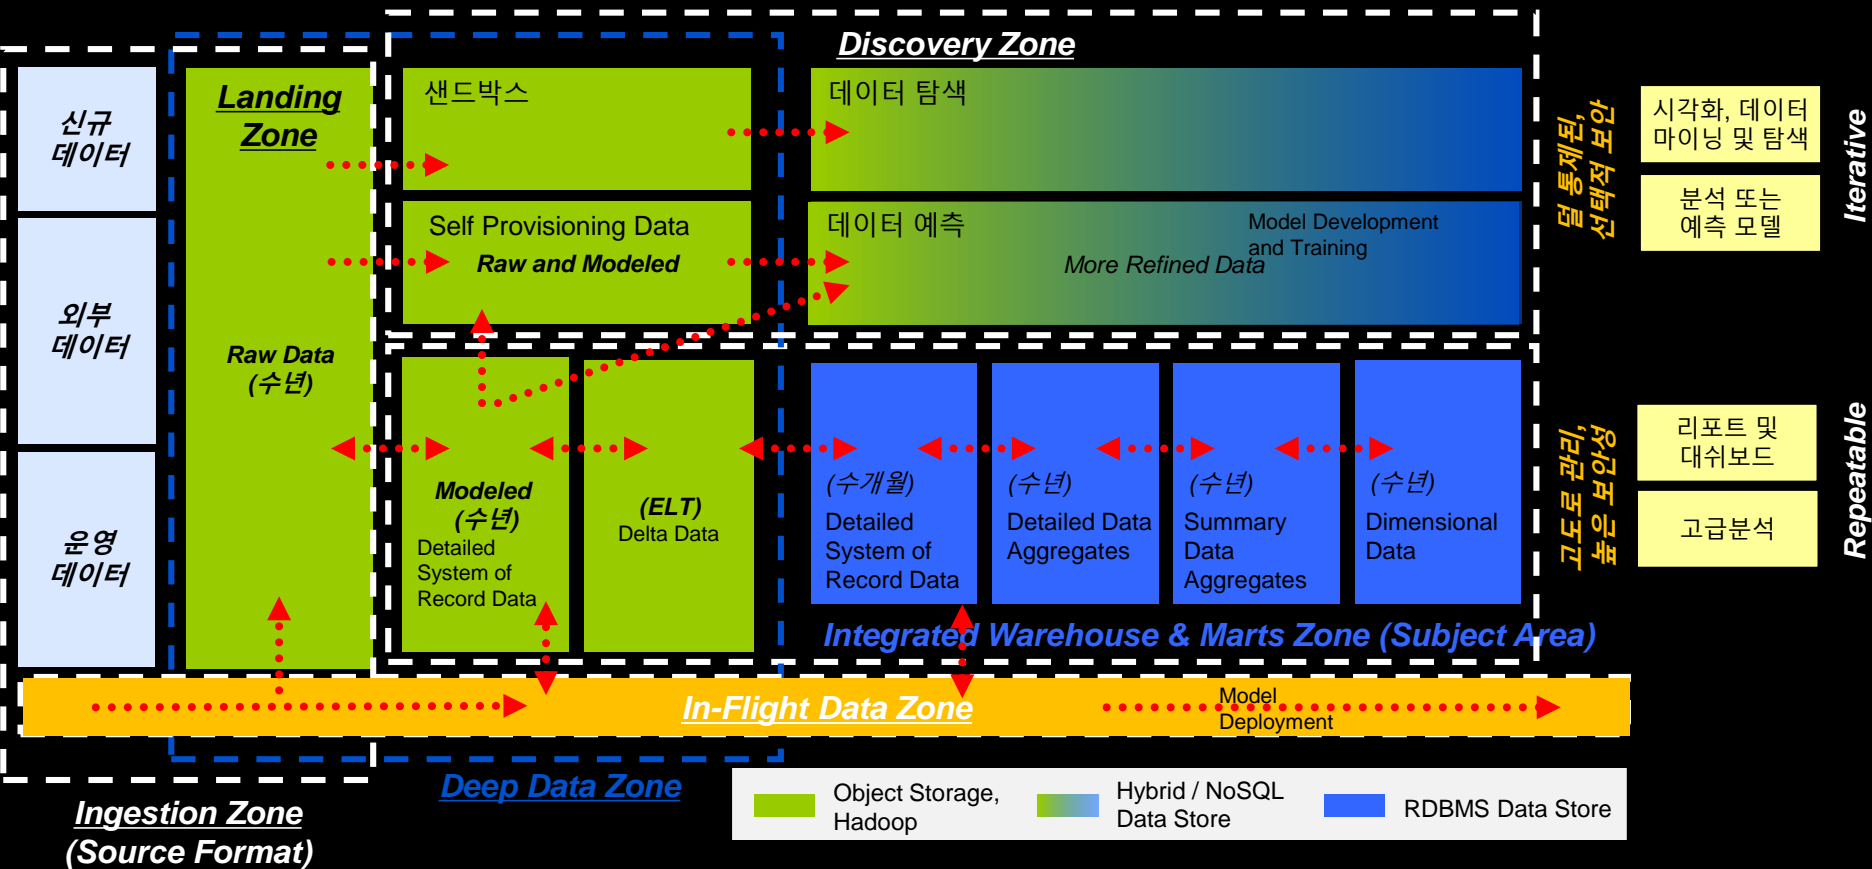 Discovery Zone
신규
데이터
외부
데이터
운영
데이터
Landing
Zone
Raw Data
(수년)
샌드박스
데이터 탐색
Self Provisioning Data
Raw and Modeled
데이터 예측
Model Development
and Training
More Refined Data
Modeled
(수년)
Detailed
System of
Record Data
(ELT)
Delta Data
(수개월)
Detailed
System of
Record Data
(수년)
Detailed Data
Aggregates
(수년)
Summary
Data
Aggregates
(수년)
Dimensional
Data
Integrated Warehouse & Marts Zone (Subject Area)
덜 통제된,
선택적 보안
시각화, 데이터
마이닝 및 탐색
분석 또는
예측 모델
Iterative
고도로 관리,
높은 보안성
리포트 및
대쉬보드
고급분석
Repeatable
In-Flight Data Zone
Model
Deployment
Deep Data Zone
Ingestion Zone
(Source Format)
Object Storage,
Hadoop
Hybrid / NoSQL
Data Store
RDBMS Data Store